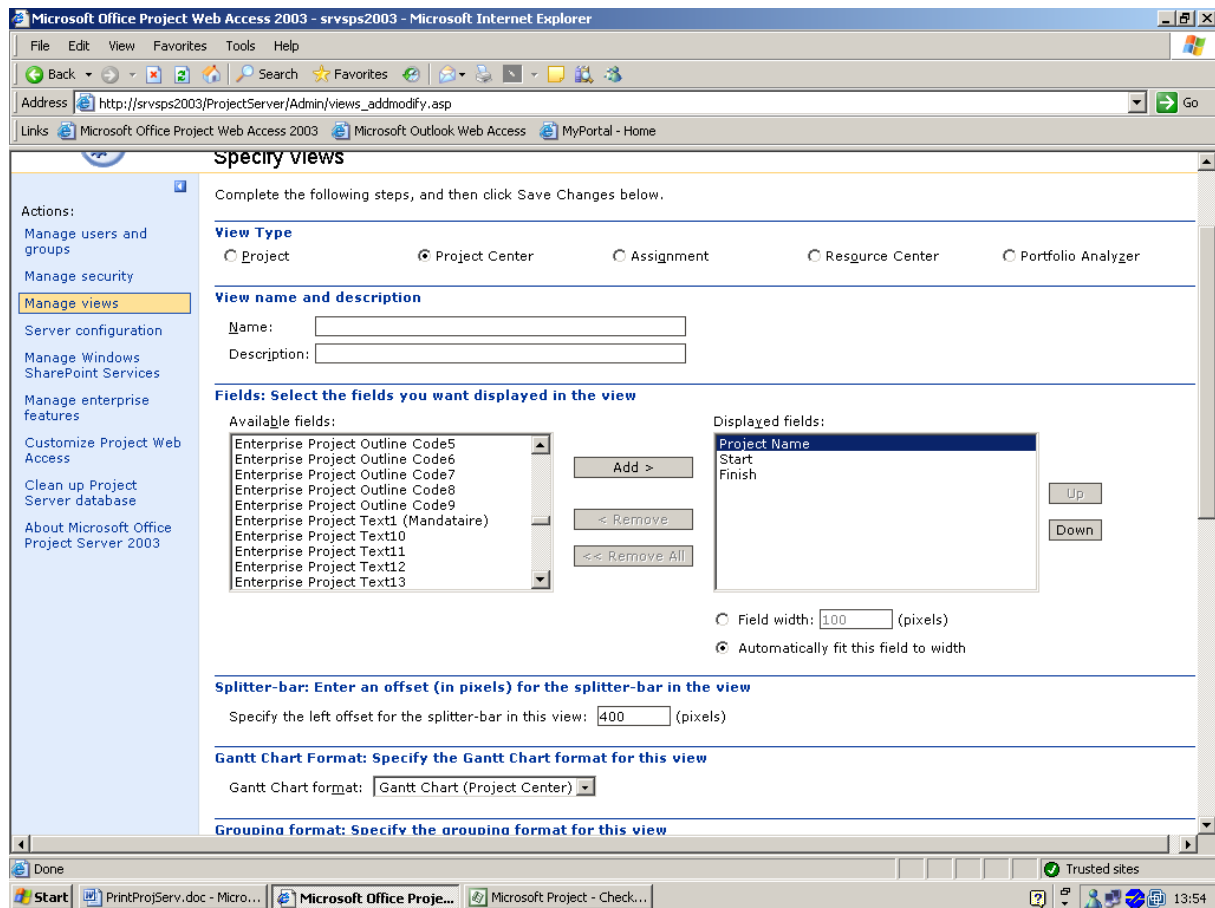 Microsoft Office Project Web Access 2003 - srvsps2003 - Microsoft Internet Explorer
File Edit View Favorites Tools Help
Back Search Favorites
Address http://srvsps2003/ProjectServer/Admin/views_addmodify.asp Go
Links Microsoft Office Project Web Access 2003 Microsoft Outlook Web Access MyPortal - Home
Specify views
Complete the following steps, and then click Save Changes below.
Actions:
Manage users and
groups
Manage security
Manage views
Server configuration
Manage Windows
SharePoint Services
Manage enterprise
features
Customize Project Web
Access
Clean up Project
Server database
About Microsoft Office
Project Server 2003
View Type
Project Project Center Assignment Resource Center Portfolio Analyzer
View name and description
Name:
Description:
Fields: Select the fields you want displayed in the view
Available fields:
Enterprise Project Outline Code5
Enterprise Project Outline Code6
Enterprise Project Outline Code7
Enterprise Project Outline Code8
Enterprise Project Outline Code9
Enterprise Project Text1 (Mandataire)
Enterprise Project Text10
Enterprise Project Text11
Enterprise Project Text12
Enterprise Project Text13
Add >
< Remove
<< Remove All
Displayed fields:
Project Name
Start
Finish
Up
Down
Field width: 100 (pixels)
Automatically fit this field to width
Splitter-bar: Enter an offset (in pixels) for the splitter-bar in the view
Specify the left offset for the splitter-bar in this view: 400 (pixels)
Gantt Chart Format: Specify the Gantt Chart format for this view
Gantt Chart format: Gantt Chart (Project Center)
Grouping format: Specify the grouping format for this view
Done Trusted sites
Start PrintProjServ.doc - Micro... Microsoft Office Proje... Microsoft Project - Check... 13:54